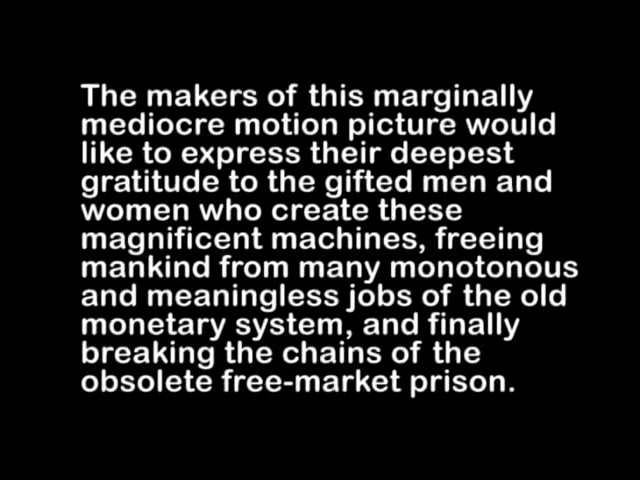 The makers of this marginally
mediocre motion picture would
like to express their deepest
gratitude to the gifted men and
women who create these
magnificent machines, freeing
mankind from many monotonous
and meaningless jobs of the old
monetary system, and finally
breaking the chains of the
obsolete free-market prison.